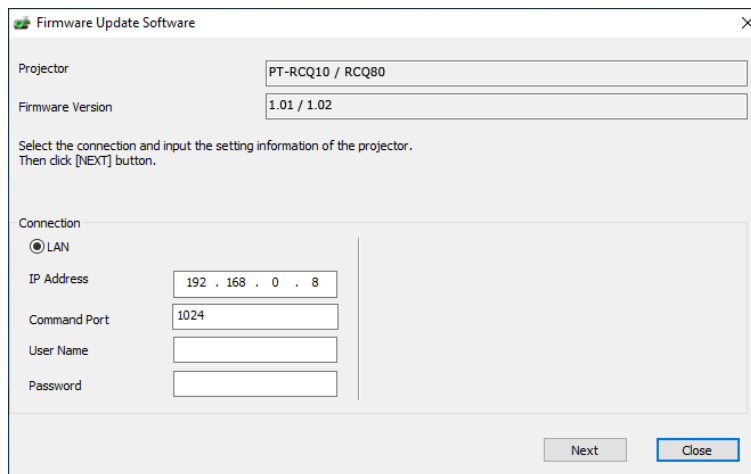 Firmware Update Software
Projector PT-RCQ10 / RCQ80
Firmware Version 1.01 / 1.02
Select the connection and input the setting information of the projector.
Then click [NEXT] button.
Connection
LAN
IP Address 192 . 168 . 0 . 8
Command Port 1024
User Name
Password
Next Close